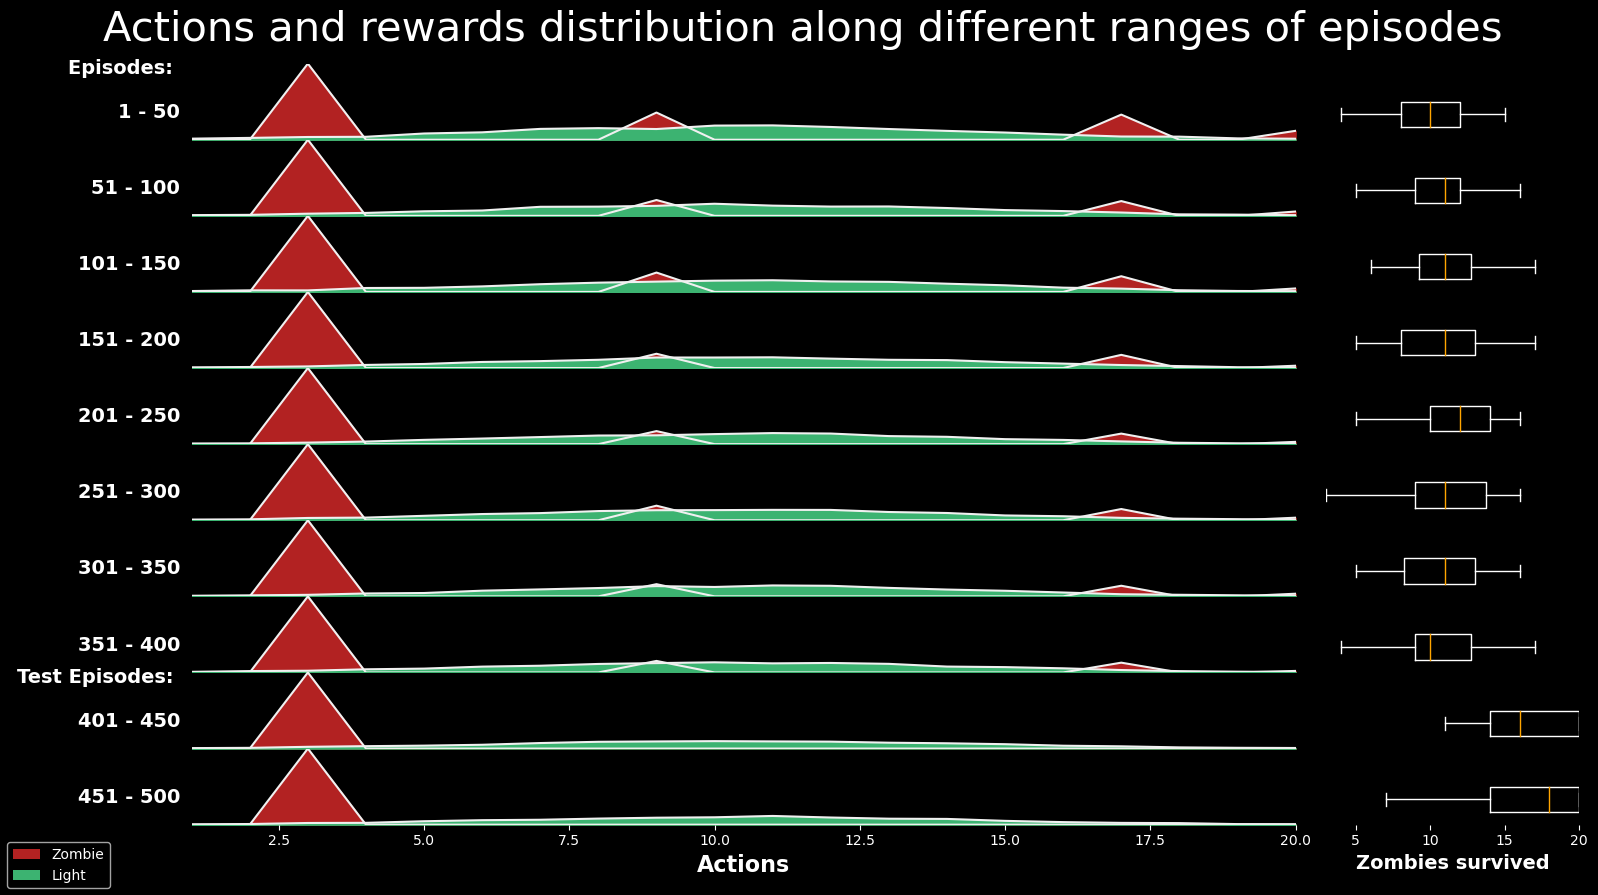 Actions and rewards distribution along different ranges of episodes
Episodes:
1 - 50
51 - 100
101 - 150
151 - 200
201 - 250
251 - 300
301 - 350
351 - 400
Test Episodes:
401 - 450
451 - 500
2.5 5.0 7.5 10.0 12.5 15.0 17.5 20.0
5 10 15 20
Actions
Zombies survived
Zombie
Light